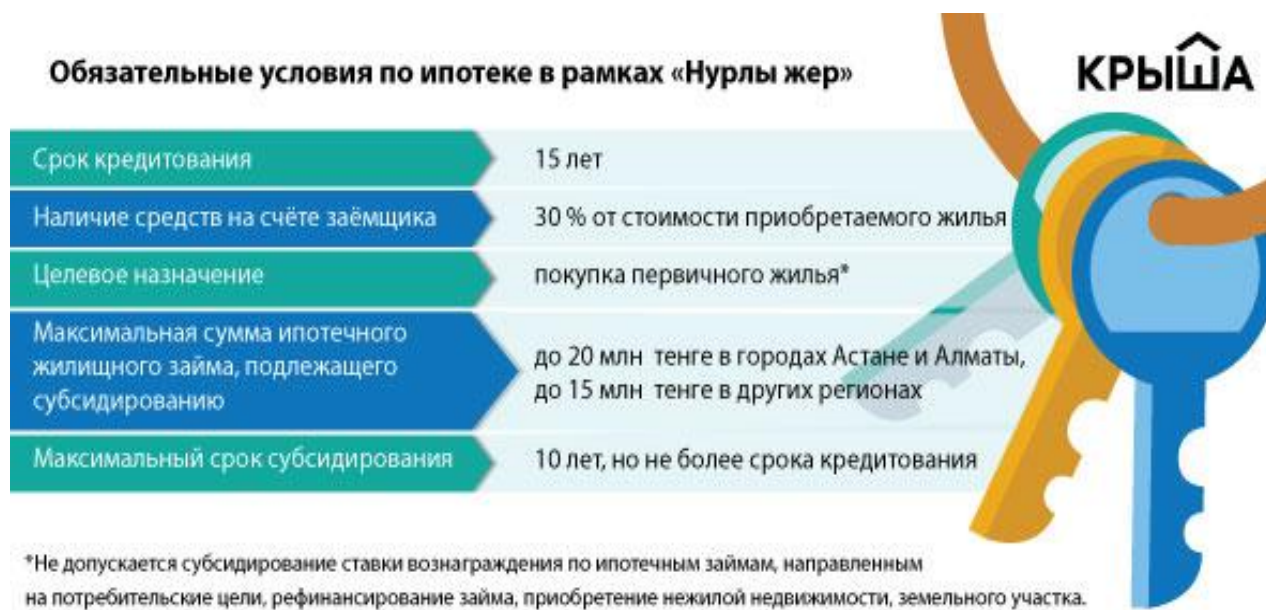 Обязательные условия по ипотеке в рамках «Нурлы жер»
КРЫША
Срок кредитования
15 лет
Наличие средств на счёте заёмщика
30 % от стоимости приобретаемого жилья
Целевое назначение
покупка первичного жилья*
Максимальная сумма ипотечного
жилищного займа, подлежащего
субсидированию
до 20 млн тенге в городах Астане и Алматы,
до 15 млн тенге в других регионах
Максимальный срок субсидирования
10 лет, но не более срока кредитования
*Не допускается субсидирование ставки вознаграждения по ипотечным займам, направленным
на потребительские цели, рефинансирование займа, приобретение нежилой недвижимости, земельного участка.